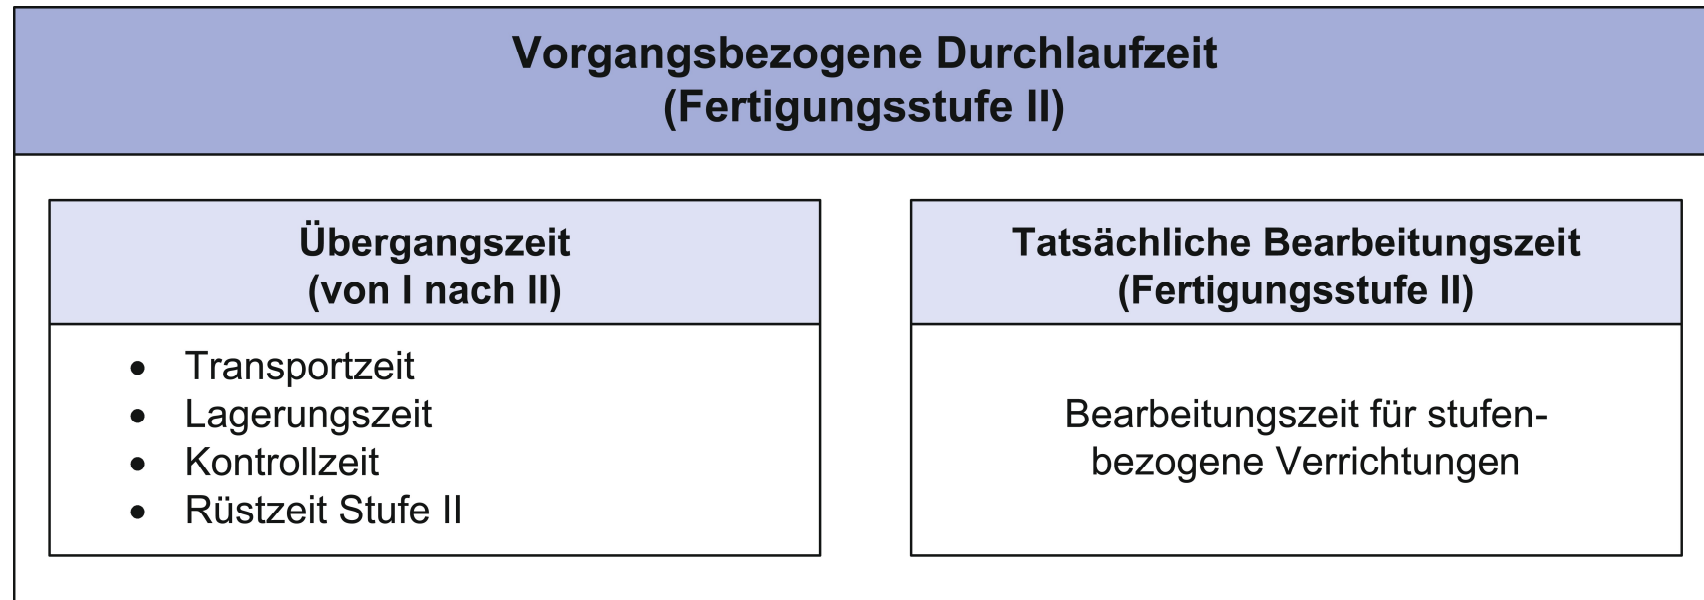 Vorgangsbezogene Durchlaufzeit
(Fertigungsstufe II)
Übergangszeit
(von I nach II)
• Transportzeit
• Lagerungszeit
• Kontrollzeit
• Rüstzeit Stufe II
Tatsächliche Bearbeitungszeit
(Fertigungsstufe II)
Bearbeitungszeit für stufen-
bezogene Verrichtungen